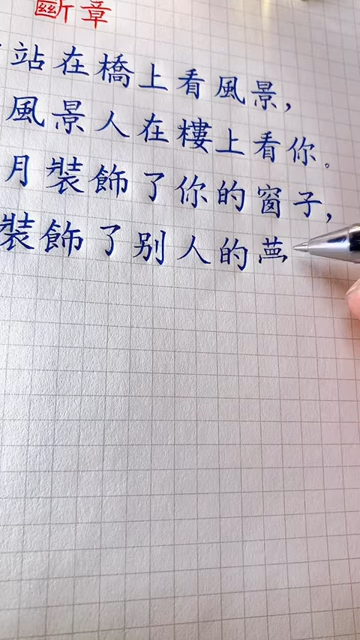 斷章
站在橋上看風景，
風景人在樓上看你。
月裝飾了你的窗子，
裝飾了别人的